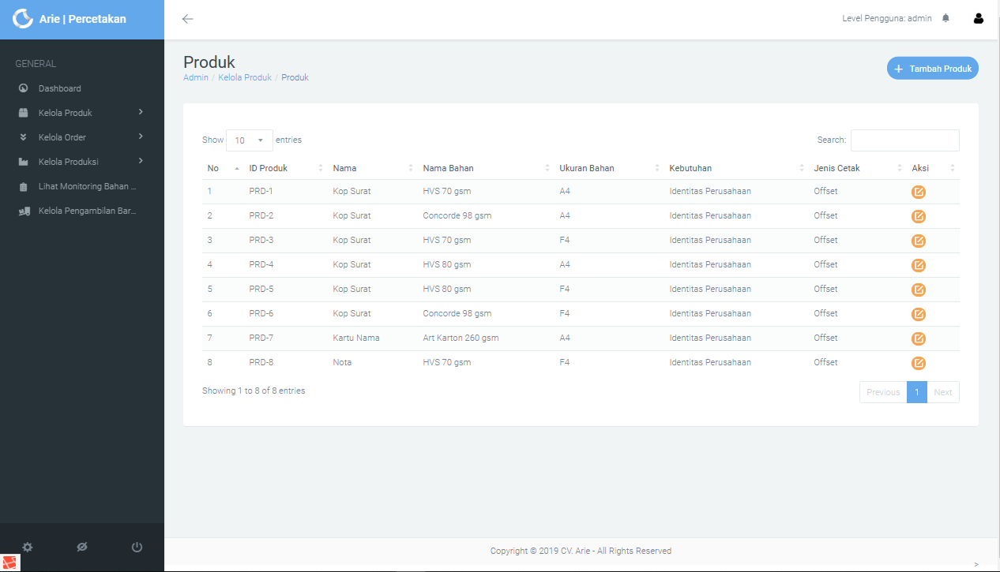 Arie | Percetakan
Level Pengguna: admin
GENERAL
Dashboard
Kelola Produk
Kelola Order
Kelola Produksi
Lihat Monitoring Bahan ...
Kelola Pengambilan Bar...
Produk
Admin / Kelola Produk / Produk
+ Tambah Produk
Show 10 entries
Search:
No ID Produk Nama Nama Bahan Ukuran Bahan Kebutuhan Jenis Cetak Aksi
1 PRD-1 Kop Surat HVS 70 gsm A4 Identitas Perusahaan Offset
2 PRD-2 Kop Surat Concorde 98 gsm A4 Identitas Perusahaan Offset
3 PRD-3 Kop Surat HVS 70 gsm F4 Identitas Perusahaan Offset
4 PRD-4 Kop Surat HVS 80 gsm A4 Identitas Perusahaan Offset
5 PRD-5 Kop Surat HVS 80 gsm F4 Identitas Perusahaan Offset
6 PRD-6 Kop Surat Concorde 98 gsm F4 Identitas Perusahaan Offset
7 PRD-7 Kartu Nama Art Karton 260 gsm A4 Identitas Perusahaan Offset
8 PRD-8 Nota HVS 70 gsm F4 Identitas Perusahaan Offset
Showing 1 to 8 of 8 entries
Previous 1 Next
Copyright © 2019 CV. Arie - All Rights Reserved
>